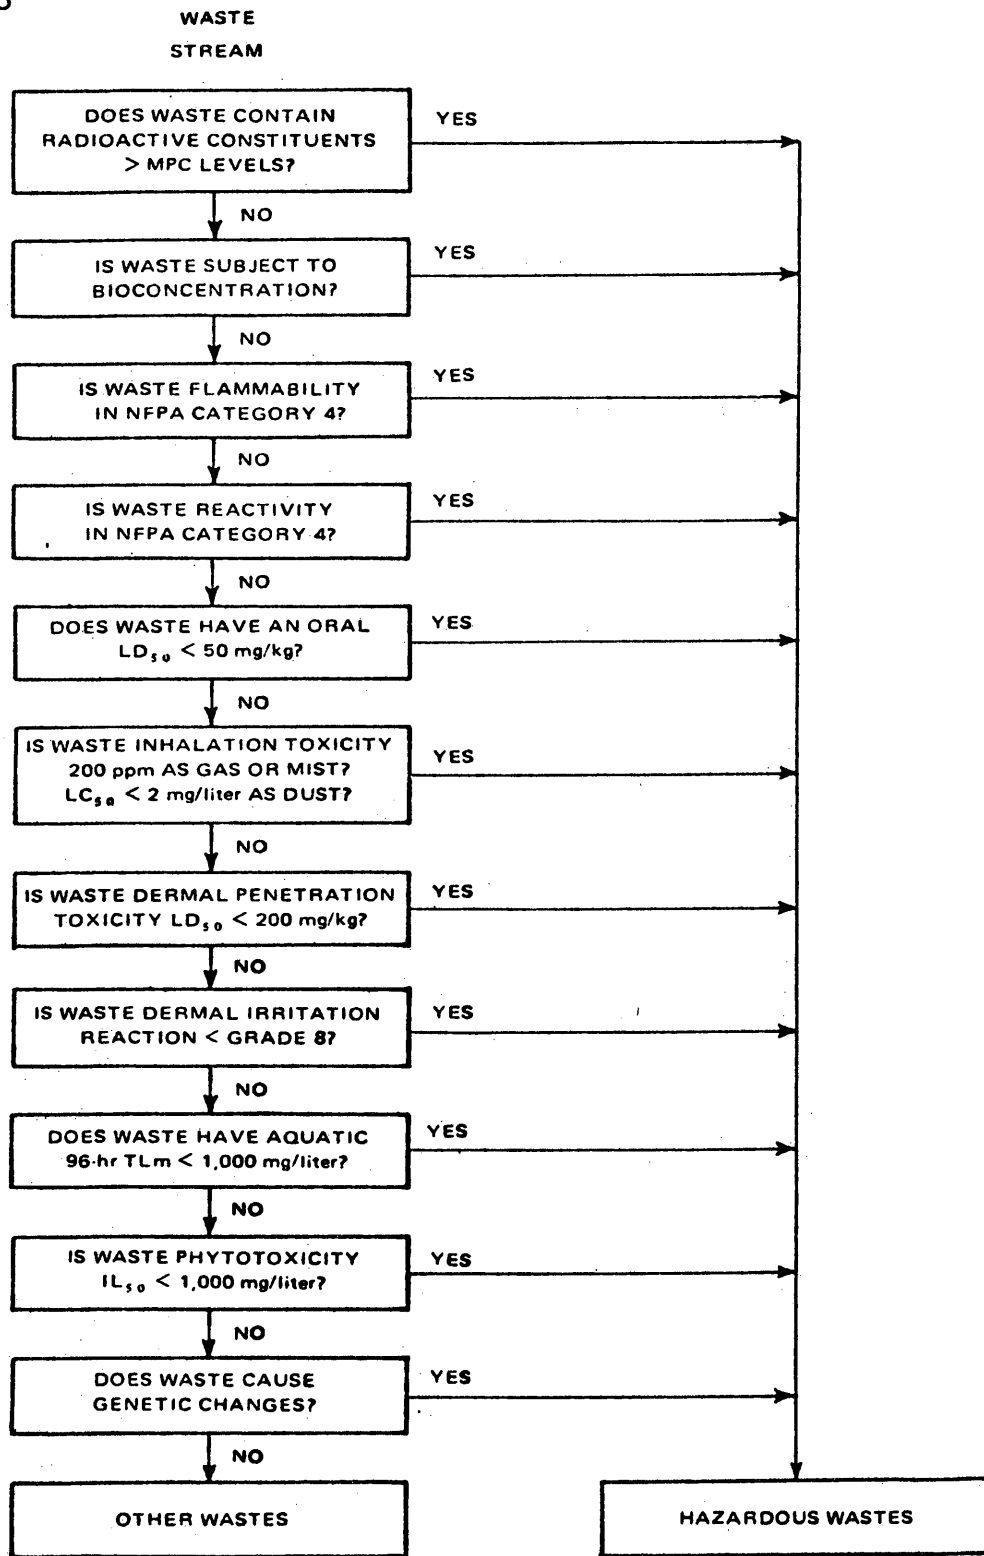 WASTE
STREAM
DOES WASTE CONTAIN
RADIOACTIVE CONSTITUENTS
> MPC LEVELS?
YES
NO
IS WASTE SUBJECT TO
BIOCONCENTRATION?
YES
NO
IS WASTE FLAMMABILITY
IN NFPA CATEGORY 4?
YES
NO
IS WASTE REACTIVITY
IN NFPA CATEGORY 4?
YES
NO
DOES WASTE HAVE AN ORAL
LD₅₀ < 50 mg/kg?
YES
NO
IS WASTE INHALATION TOXICITY
200 ppm AS GAS OR MIST?
LC₅₀ < 2 mg/liter AS DUST?
YES
NO
IS WASTE DERMAL PENETRATION
TOXICITY LD₅₀ < 200 mg/kg?
YES
NO
IS WASTE DERMAL IRRITATION
REACTION < GRADE 8?
YES
NO
DOES WASTE HAVE AQUATIC
96-hr TLm < 1,000 mg/liter?
YES
NO
IS WASTE PHYTOTOXICITY
IL₅₀ < 1,000 mg/liter?
YES
NO
DOES WASTE CAUSE
GENETIC CHANGES?
YES
NO
OTHER WASTES
HAZARDOUS WASTES